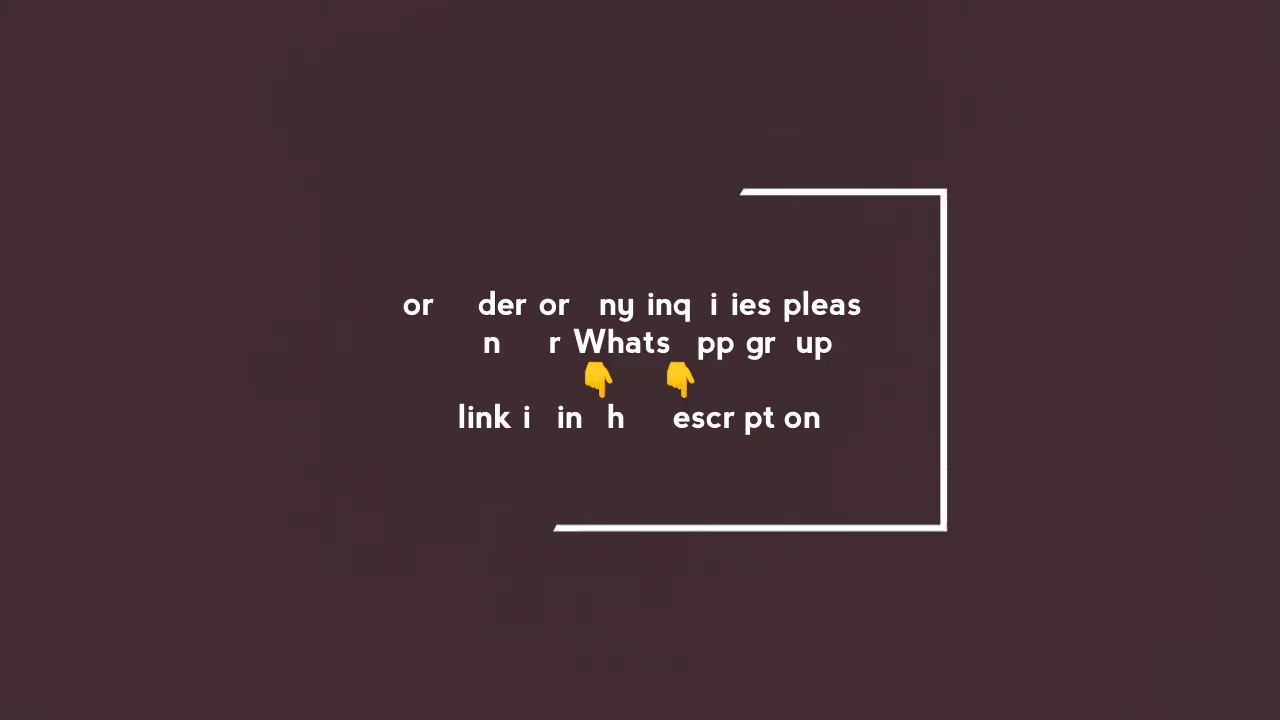 or der or ny inq i ies pleas
n r Whats pp gr up
👇 👇
link i in h escr pt on